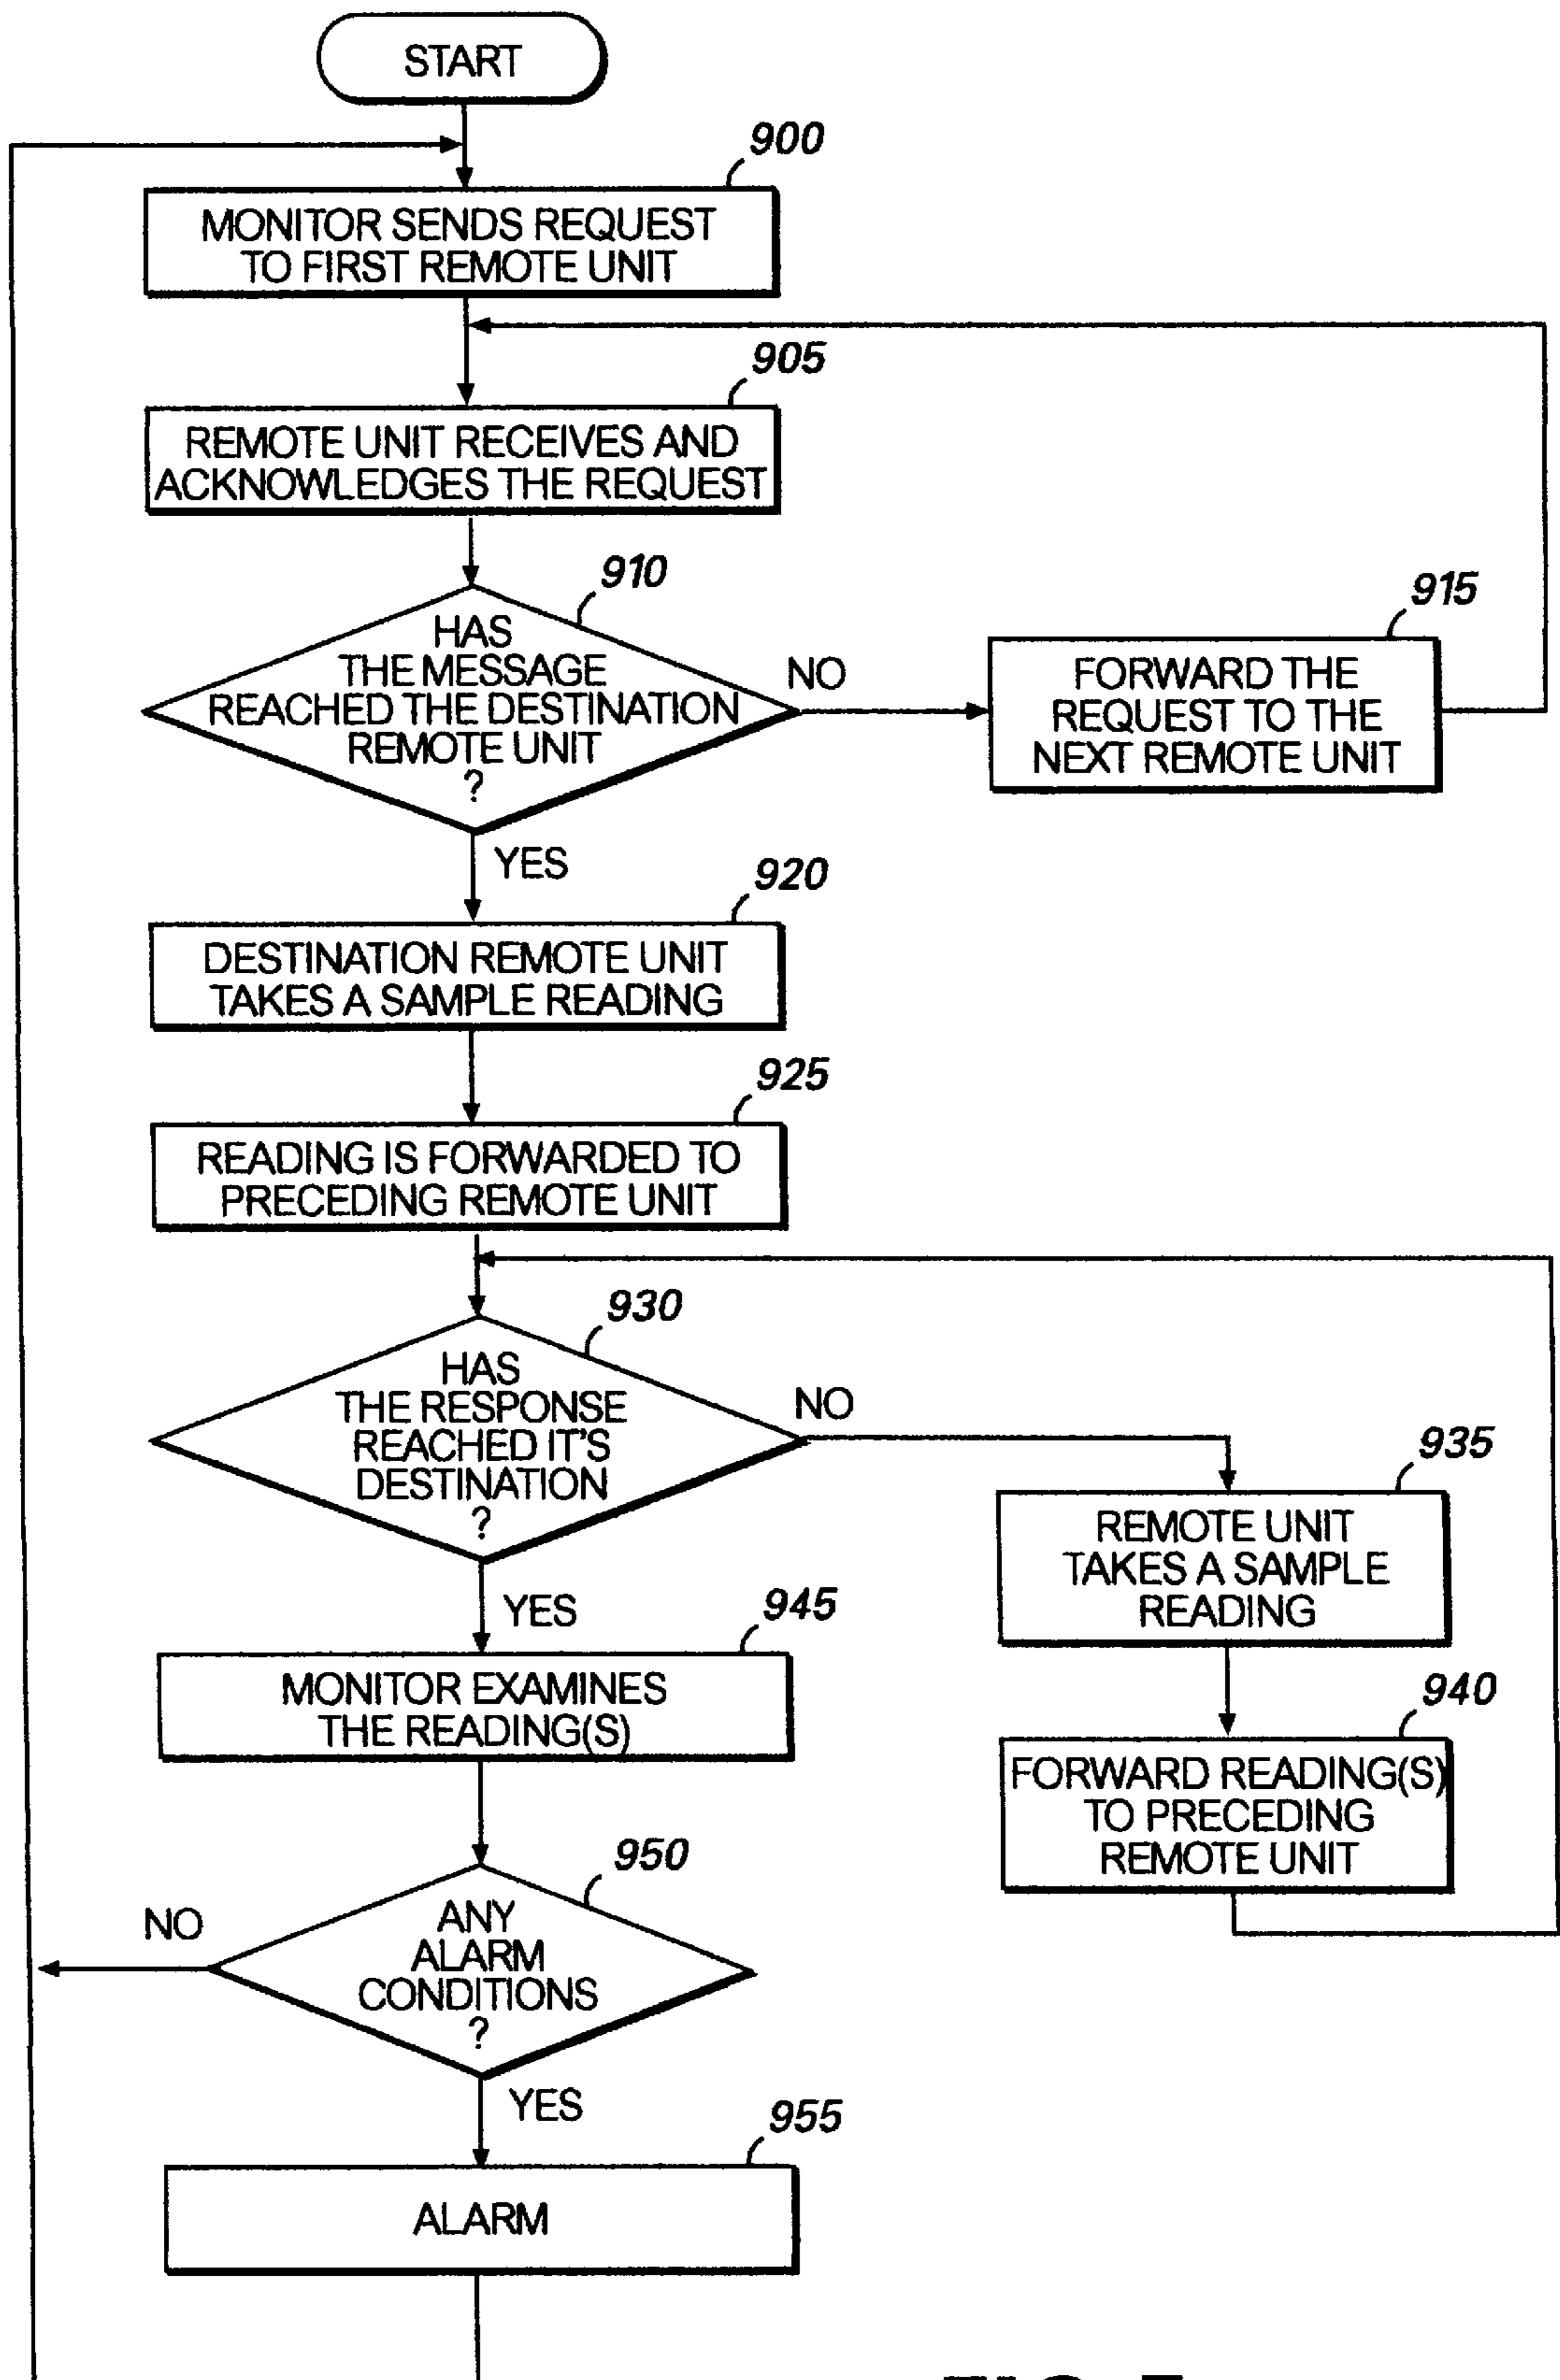 START
900
MONITOR SENDS REQUEST
TO FIRST REMOTE UNIT
905
REMOTE UNIT RECEIVES AND
ACKNOWLEDGES THE REQUEST
910
HAS
THE MESSAGE
REACHED THE DESTINATION
REMOTE UNIT
?
NO
915
FORWARD THE
REQUEST TO THE
NEXT REMOTE UNIT
YES
920
DESTINATION REMOTE UNIT
TAKES A SAMPLE READING
925
READING IS FORWARDED TO
PRECEDING REMOTE UNIT
930
HAS
THE RESPONSE
REACHED IT'S
DESTINATION
?
NO
935
REMOTE UNIT
TAKES A SAMPLE
READING
940
FORWARD READING(S)
TO PRECEDING
REMOTE UNIT
YES
945
MONITOR EXAMINES
THE READING(S)
950
ANY
ALARM
CONDITIONS
?
NO
YES
955
ALARM